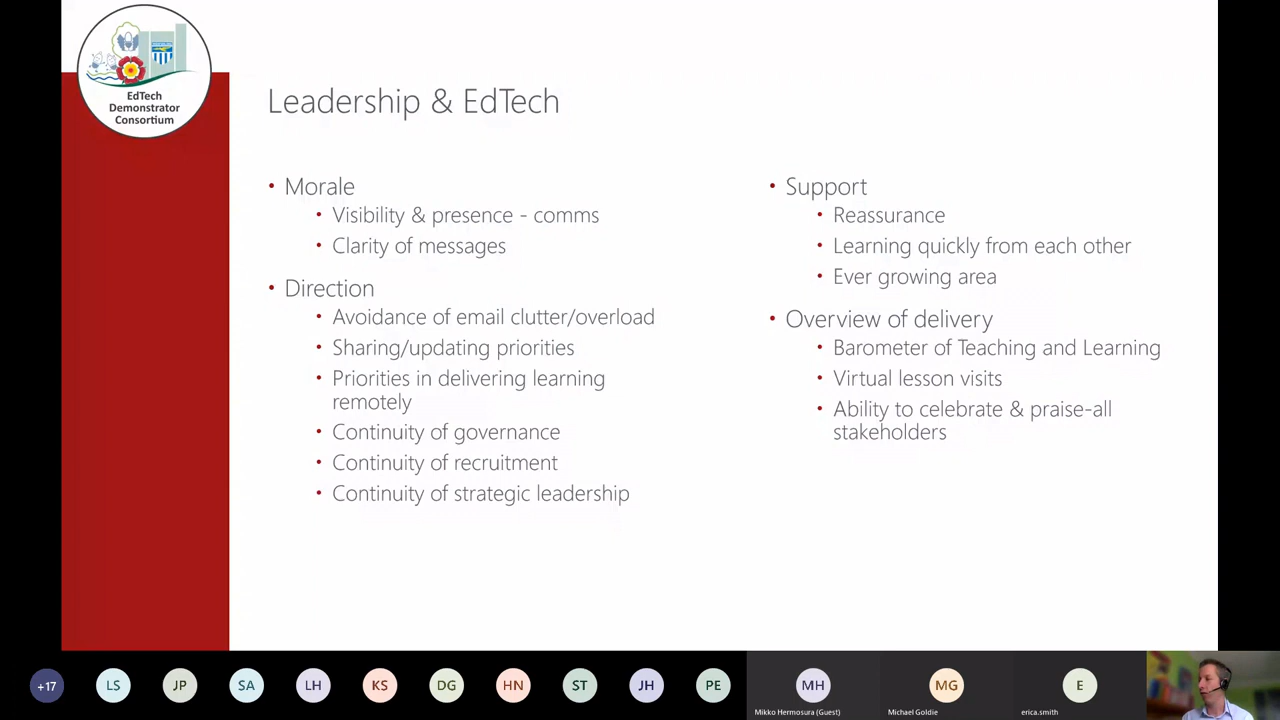 EdTech
Demonstrator
Consortium
Leadership & EdTech
• Morale
• Visibility & presence - comms
• Clarity of messages
• Direction
• Avoidance of email clutter/overload
• Sharing/updating priorities
• Priorities in delivering learning
remotely
• Continuity of governance
• Continuity of recruitment
• Continuity of strategic leadership
• Support
• Reassurance
• Learning quickly from each other
• Ever growing area
• Overview of delivery
• Barometer of Teaching and Learning
• Virtual lesson visits
• Ability to celebrate & praise-all
stakeholders
+17
LS
JP
SA
LH
KS
DG
HN
ST
JH
PE
MH
Mikko Hermosura (Guest)
MG
Michael Goldie
E
erica.smith